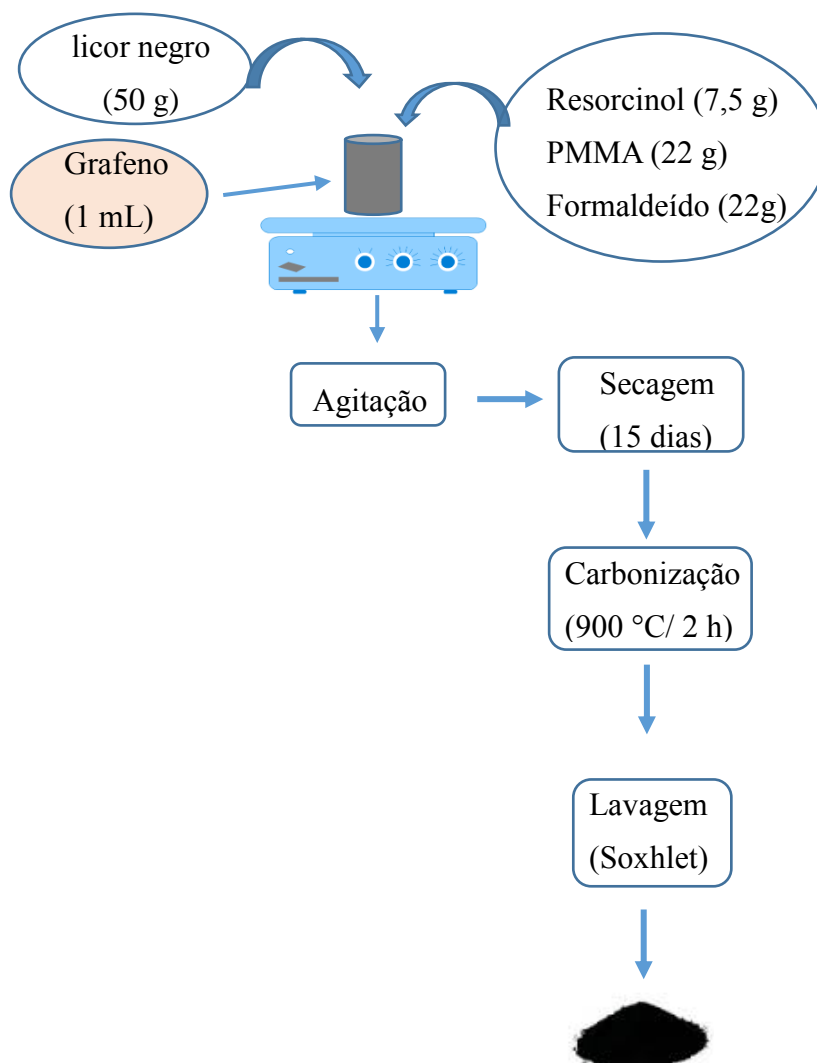 licor negro
(50 g)
Resorcinol (7,5 g)
PMMA (22 g)
Formaldeído (22g)
Grafeno
(1 mL)
Agitação
Secagem
(15 dias)
Carbonização
(900 °C/ 2 h)
Lavagem
(Soxhlet)